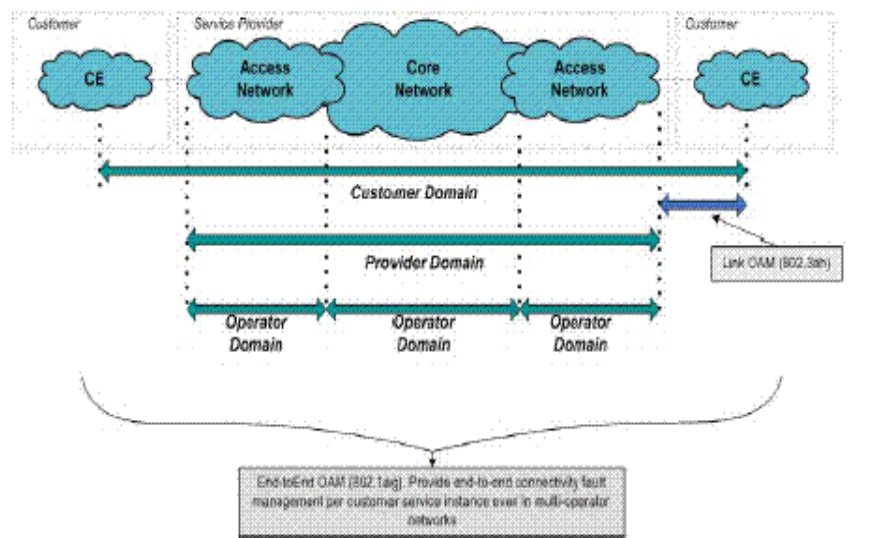 Customer
Service Provider
Customer
CE
Access
Network
Core
Network
Access
Network
CE
Customer Domain
Provider Domain
Link OAM (802.3ah)
Operator
Domain
Operator
Domain
Operator
Domain
End-toEnd OAM (802.1ag). Provide end-to-end connectivity fault
management per customer service instance even in multi-operator
networks